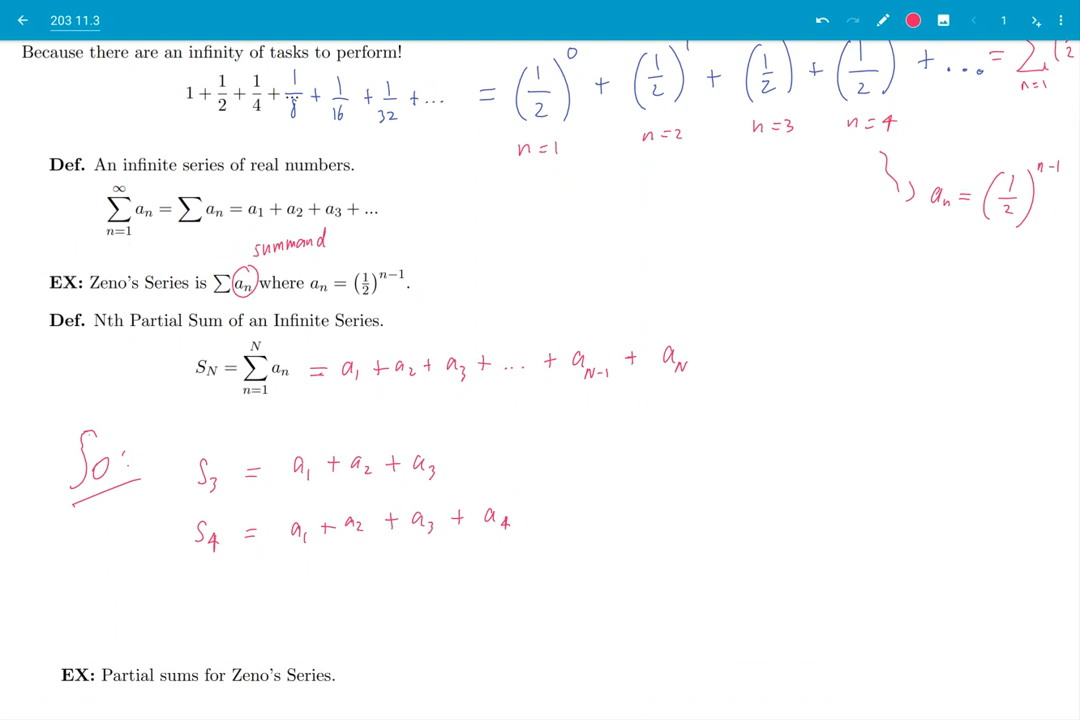 203 11.3
1
Because there are an infinity of tasks to perform!
1 + 1/2 + 1/4 + 1/8 + 1/16 + 1/32 + ... = (1/2)^0 + (1/2)^1 + (1/2) + (1/2) + ... = ∑ n=1 (
n=1 n=2 n=3 n=4
a_n = (1/2)^{n-1}
Def. An infinite series of real numbers.
∑_{n=1}^{∞} a_n = ∑ a_n = a_1 + a_2 + a_3 + ...
summand
EX: Zeno's Series is ∑ a_n where a_n = (1/2)^{n-1}.
Def. Nth Partial Sum of an Infinite Series.
S_N = ∑_{n=1}^{N} a_n = a_1 + a_2 + a_3 + ... + a_{N-1} + a_N
So:
S_3 = a_1 + a_2 + a_3
S_4 = a_1 + a_2 + a_3 + a_4
EX: Partial sums for Zeno's Series.